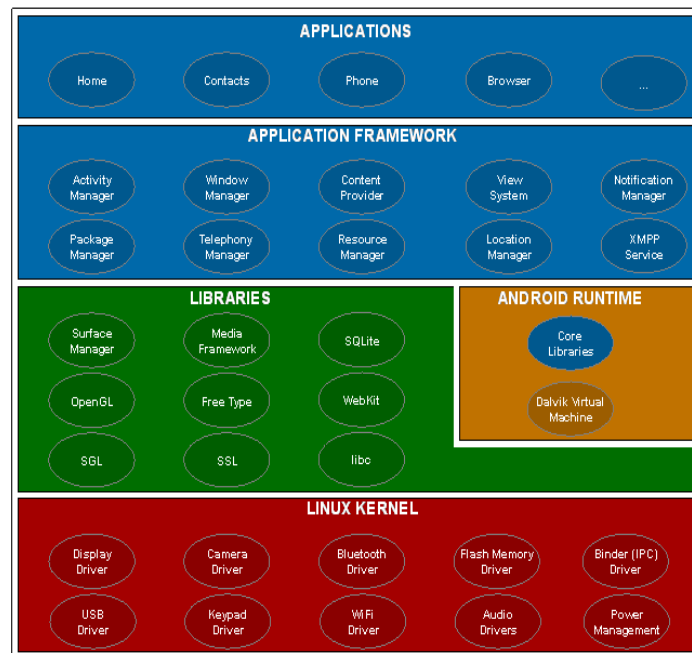 APPLICATIONS
Home
Contacts
Phone
Browser
...
APPLICATION FRAMEWORK
Activity
Manager
Window
Manager
Content
Provider
View
System
Notification
Manager
Package
Manager
Telephony
Manager
Resource
Manager
Location
Manager
XMPP
Service
LIBRARIES
Surface
Manager
Media
Framework
SQLite
OpenGL
Free Type
WebKit
SGL
SSL
libc
ANDROID RUNTIME
Core
Libraries
Dalvik Virtual
Machine
LINUX KERNEL
Display
Driver
Camera
Driver
Bluetooth
Driver
Flash Memory
Driver
Binder (IPC)
Driver
USB
Driver
Keypad
Driver
WiFi
Driver
Audio
Drivers
Power
Management